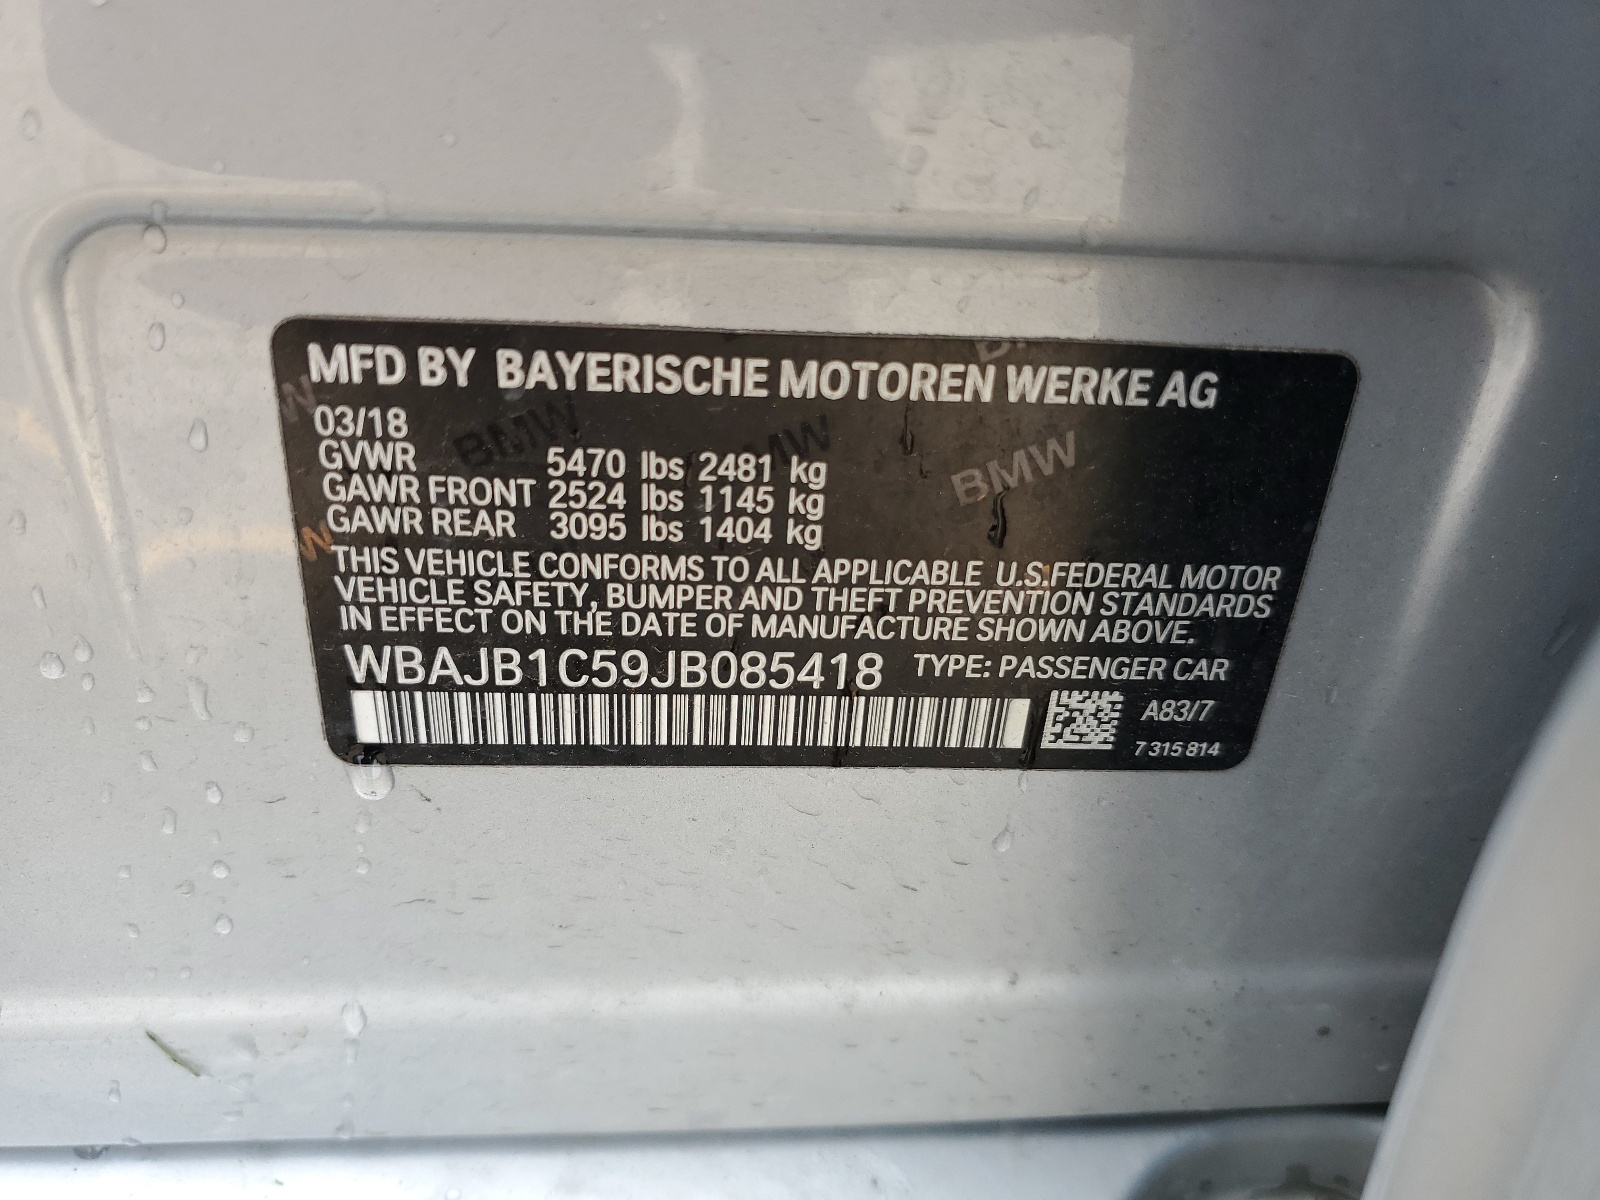 MFD BY BAYERISCHE MOTOREN WERKE AG
03/18
GVWR 5470 lbs 2481 kg
GAWR FRONT 2524 lbs 1145 kg
GAWR REAR 3095 lbs 1404 kg
BMW BMW BMW
THIS VEHICLE CONFORMS TO ALL APPLICABLE U.S.FEDERAL MOTOR
VEHICLE SAFETY, BUMPER AND THEFT PREVENTION STANDARDS
IN EFFECT ON THE DATE OF MANUFACTURE SHOWN ABOVE.
WBAJB1C59JB085418 TYPE: PASSENGER CAR
A83/7
7 315 814